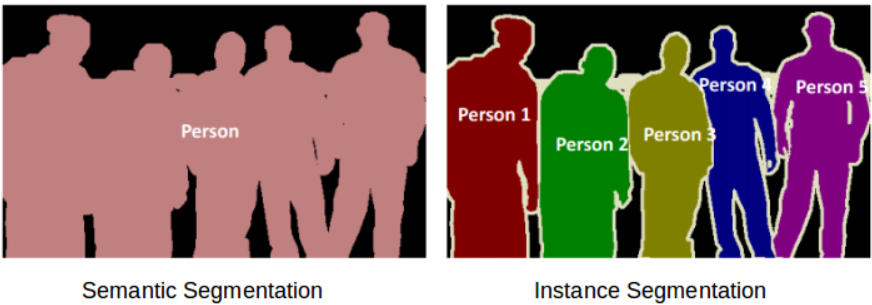 Person
Person 1
Person 2
Person 3
Person 4
Person 5
Semantic Segmentation
Instance Segmentation